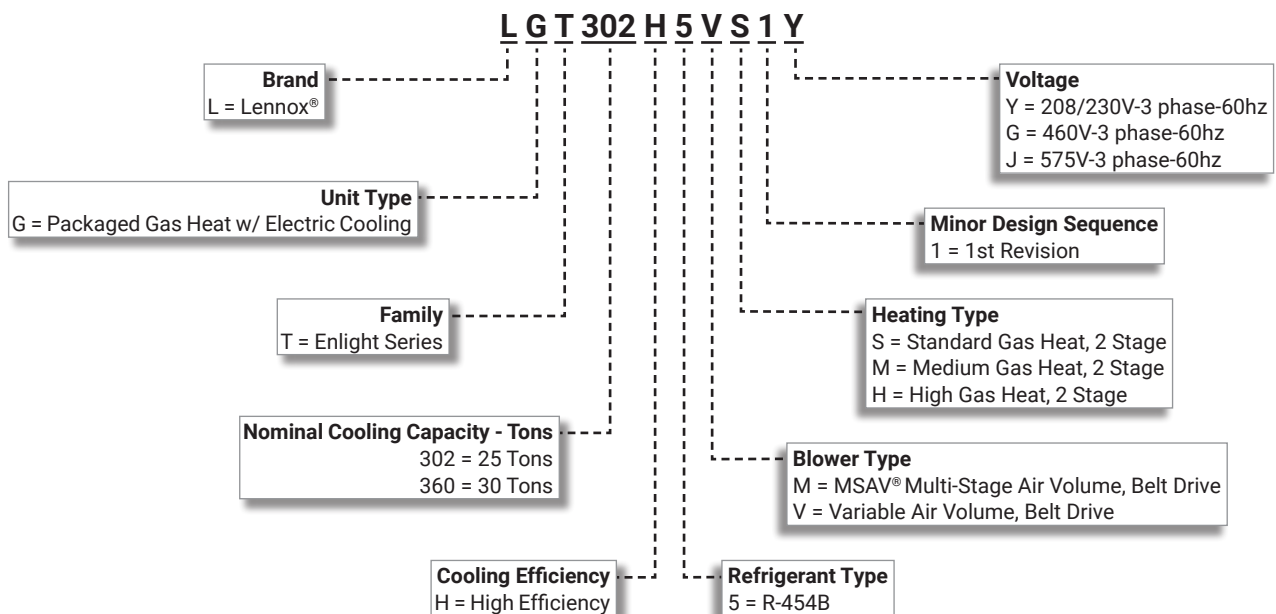 L G T 302 H 5 V S 1 Y
Brand
L = Lennox®
Voltage
Y = 208/230V-3 phase-60hz
G = 460V-3 phase-60hz
J = 575V-3 phase-60hz
Unit Type
G = Packaged Gas Heat w/ Electric Cooling
Minor Design Sequence
1 = 1st Revision
Family
T = Enlight Series
Heating Type
S = Standard Gas Heat, 2 Stage
M = Medium Gas Heat, 2 Stage
H = High Gas Heat, 2 Stage
Nominal Cooling Capacity - Tons
302 = 25 Tons
360 = 30 Tons
Blower Type
M = MSAV® Multi-Stage Air Volume, Belt Drive
V = Variable Air Volume, Belt Drive
Cooling Efficiency
H = High Efficiency
Refrigerant Type
5 = R-454B